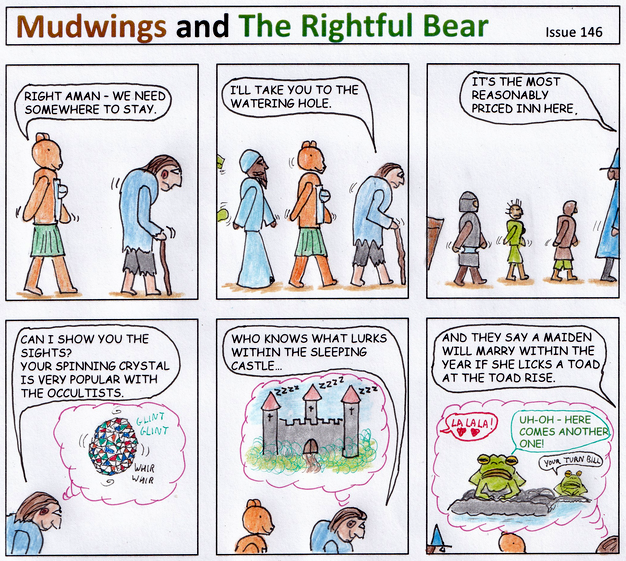 Mudwings and The Rightful Bear
Issue 146
RIGHT AMAN - WE NEED
SOMEWHERE TO STAY.
I'LL TAKE YOU TO THE
WATERING HOLE.
IT'S THE MOST
REASONABLY
PRICED INN HERE,
CAN I SHOW YOU THE
SIGHTS?
YOUR SPINNING CRYSTAL
IS VERY POPULAR WITH
THE OCCULTISTS.
GLINT
GLINT
WHIR
WHIR
WHO KNOWS WHAT LURKS
WITHIN THE SLEEPING
CASTLE...
ZZZZ
ZZZZ
ZZZZ
AND THEY SAY A MAIDEN
WILL MARRY WITHIN THE
YEAR IF SHE LICKS A TOAD
AT THE TOAD RISE.
LA LA LA!
UH-OH - HERE
COMES ANOTHER
ONE!
YOUR TURN BILL